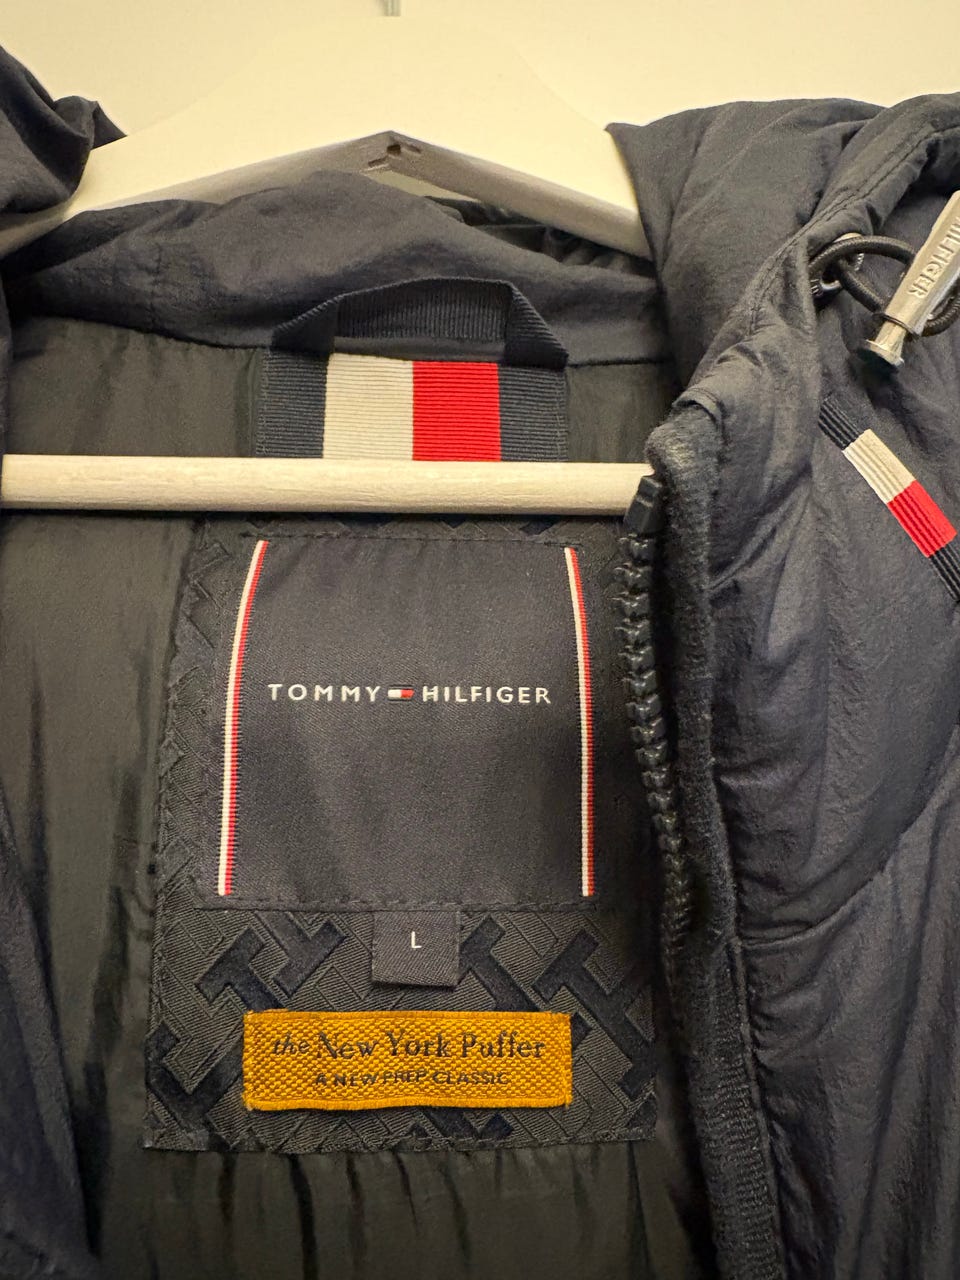 HILFIGER
TOMMY HILFIGER
L
the New York Puffer
A NEW PREP CLASSIC